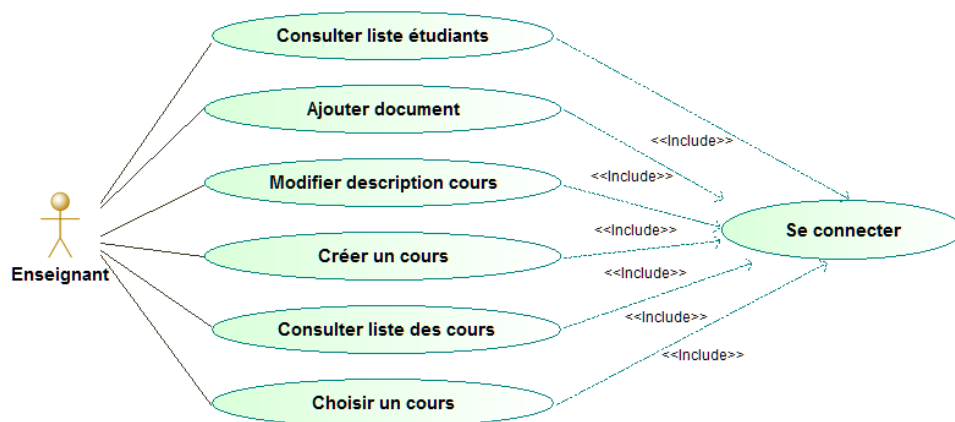 Consulter liste étudiants
Ajouter document
<<Include>>
Modifier description cours
<<Include>>
Se connecter
<<Include>>
Créer un cours
Enseignant
<<Include>>
Consulter liste des cours
<<Include>>
<<Include>>
Choisir un cours